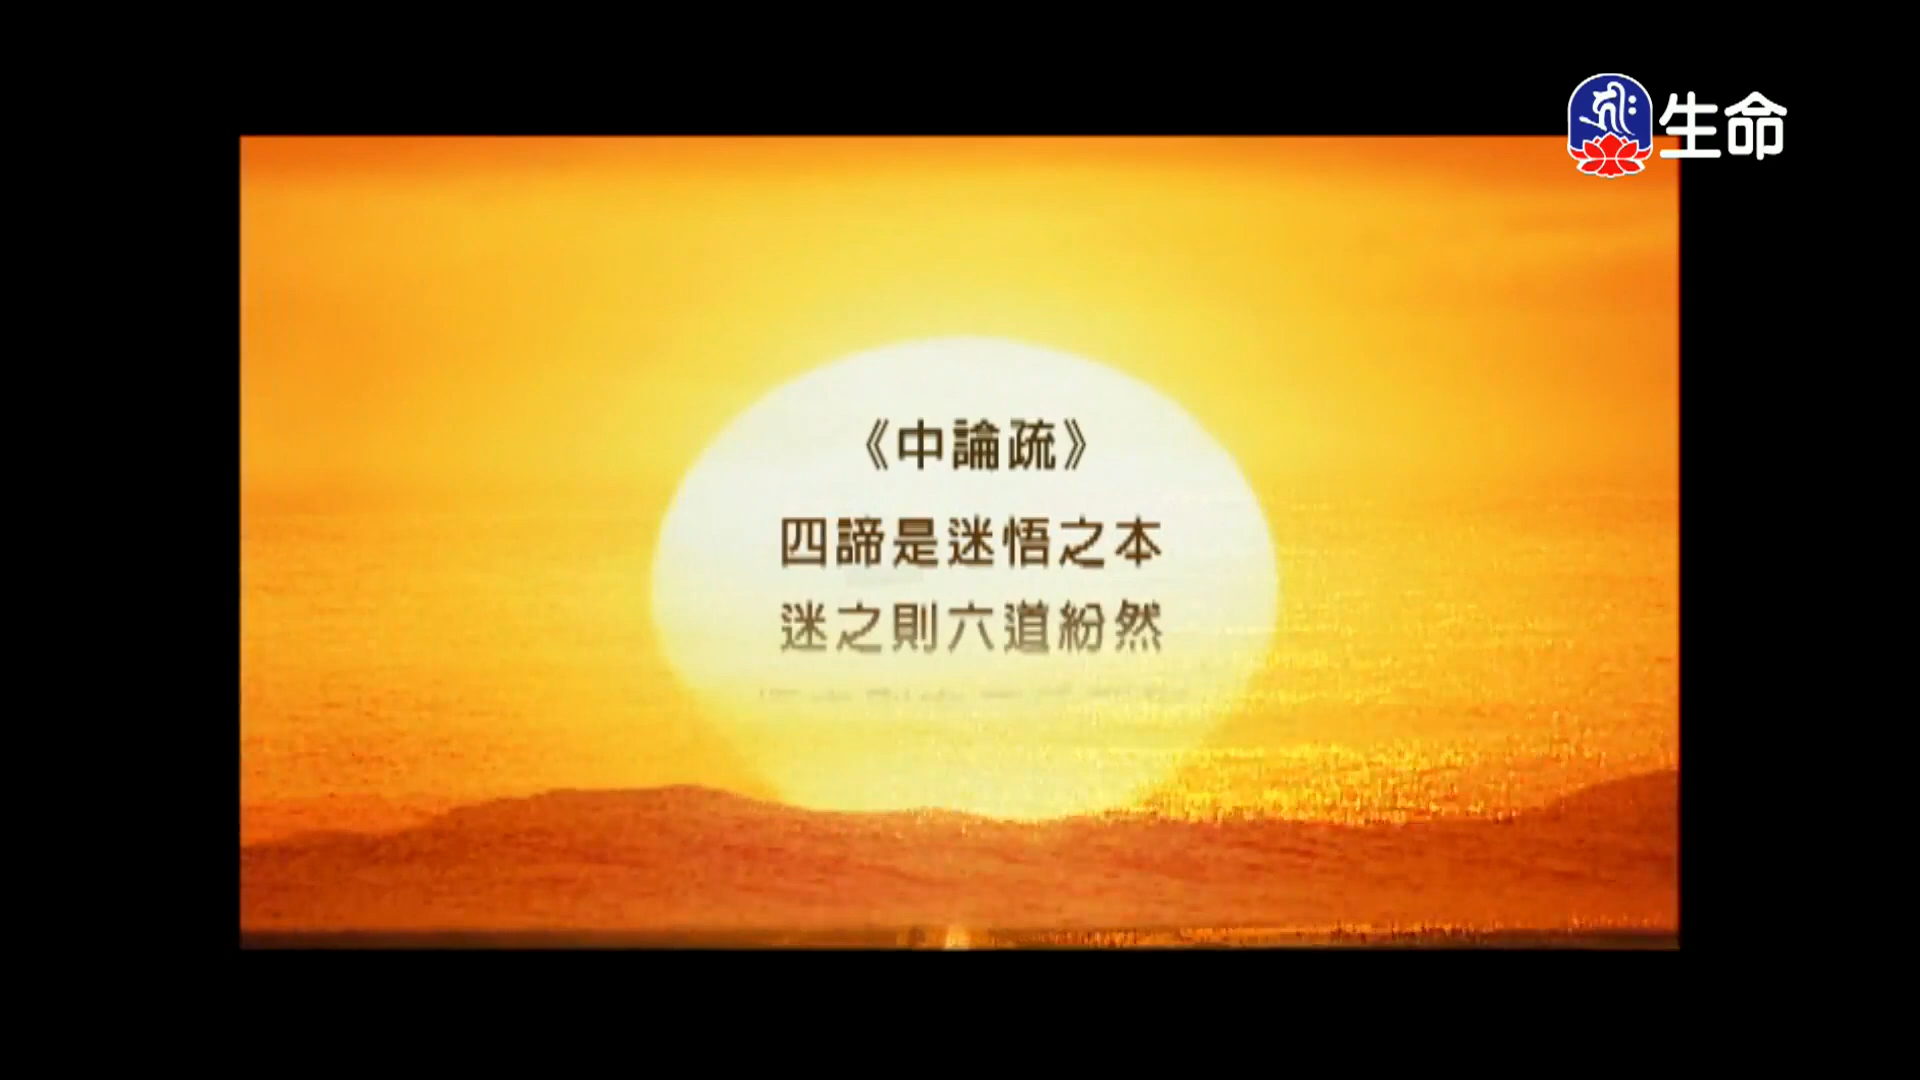 生命
《中論疏》
四諦是迷悟之本
迷之則六道紛然